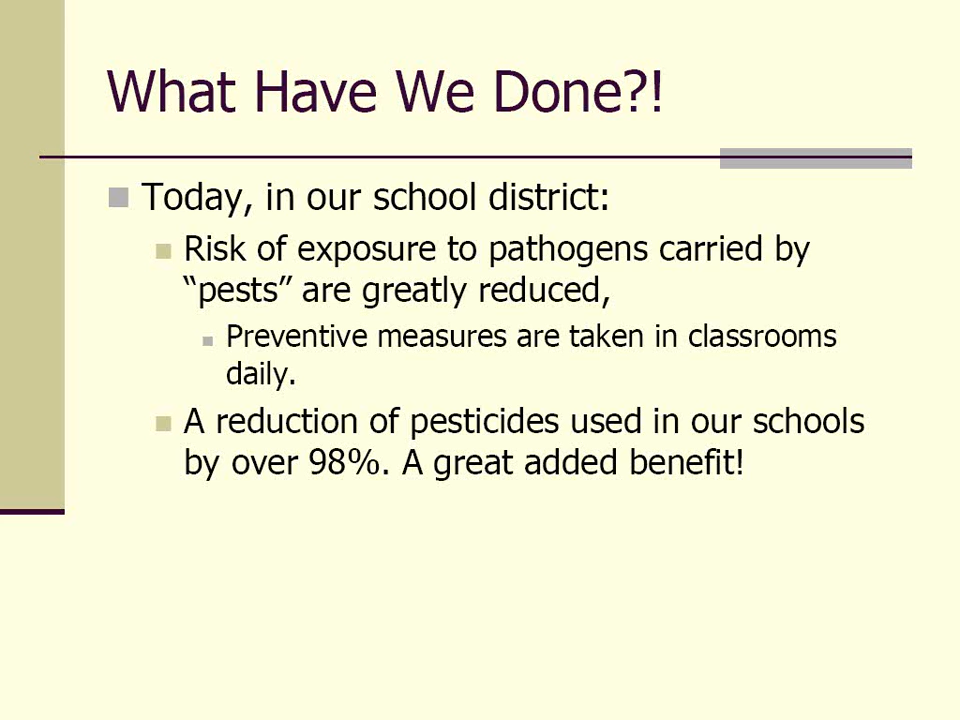 What Have We Done?!
Today, in our school district:
Risk of exposure to pathogens carried by
“pests” are greatly reduced,
Preventive measures are taken in classrooms
daily.
A reduction of pesticides used in our schools
by over 98%. A great added benefit!